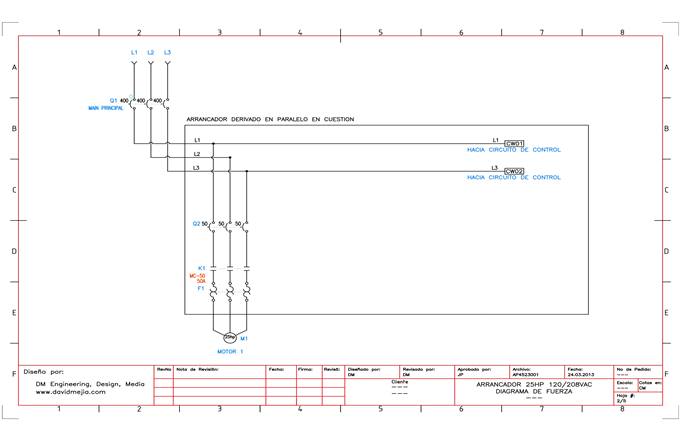 1 2 3 4 5 6 7 8
L1 L2 L3
A A
Q1 400 400 400
MAIN PRINCIPAL
B B
ARRANCADOR DERIVADO EN PARALELO EN CUESTION
L1 L1 CW01
HACIA CIRCUITO DE CONTROL
L2
L3 L3 CW02
HACIA CIRCUITO DE CONTROL
C C
Q2 50 50 50
D D
K1
MC-50
50A
F1
E E
25HP M1
MOTOR 1
F F
Diseño por:
DM Engineering, Design, Media
www.davidmejia.com
RevNo Nota de Revisión: Fecha: Firma: Revisó:
Diseñado por: DM
Revisado por: DM
Aprobado por: JP
Archivo: AP4523001
Fecha: 24.03.2013
No de Pedido: ---
Cliente
---
---
ARRANCADOR 25HP 120/208VAC
DIAGRAMA DE FUERZA
---
Escala: ---
Cotas en: CM
Hoja #:
2/8
1 2 3 4 5 6 7 8